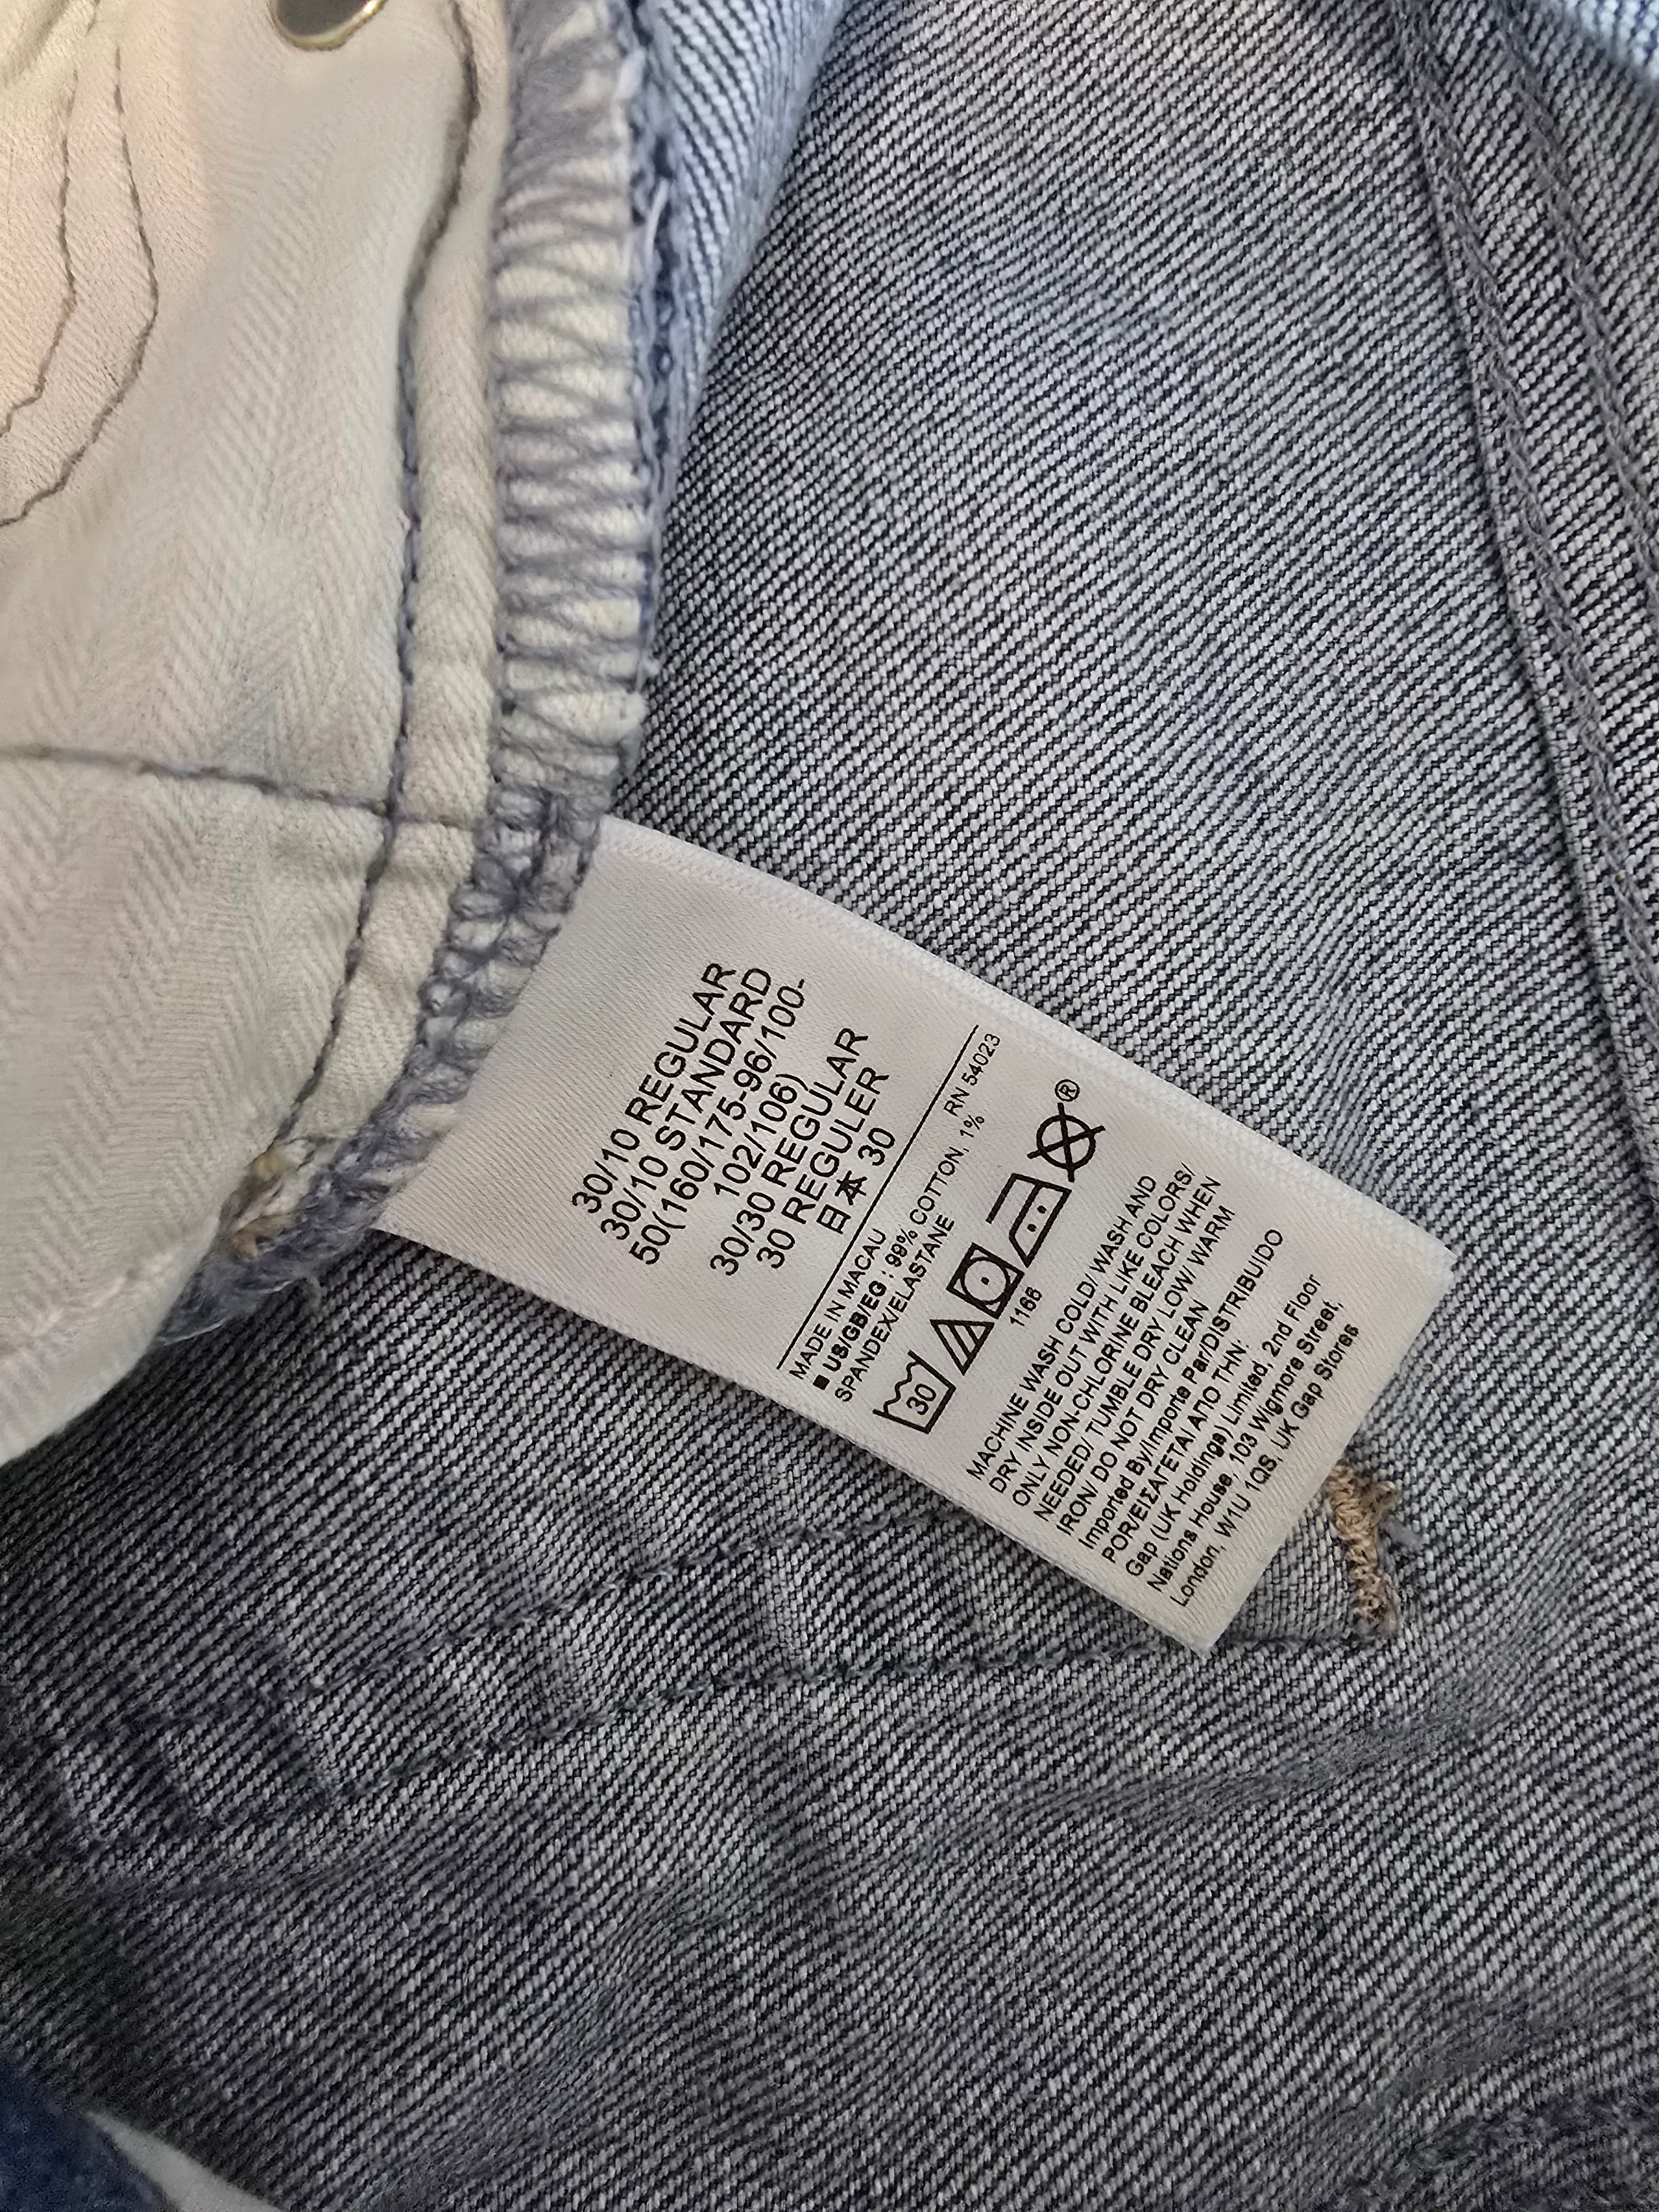 30/10 REGULAR
30/10 STANDARD
50(160/175-96/100-
102/106)
30/30 REGULAR
30 REGULER
日本 30
MADE IN MACAU RN 54023
■ US/GB/EG : 99% COTTON, 1%
SPANDEX/ELASTANE
30 ®
1166
MACHINE WASH COLD/ WASH AND
DRY INSIDE OUT WITH LIKE COLORS/
ONLY NON-CHLORINE BLEACH WHEN
NEEDED/ TUMBLE DRY LOW/ WARM
IRON/ DO NOT DRY CLEAN
Imported By/Importe Par/DISTRIBUIDO
POR/ΕΙΣΑΓΕΤΑΙ ΑΠΟ ΤΗΝ:
Gap (UK Holdings) Limited, 2nd Floor
Nations House, 103 Wigmore Street,
London, W1U 1QS, UK Gap Stores